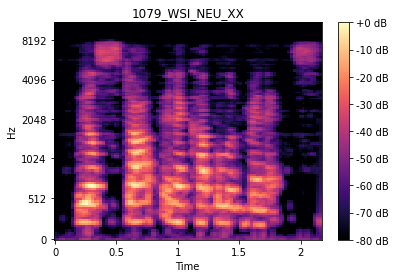 1079_WSI_NEU_XX
8192
4096
2048
1024
512
0
Hz
0
0.5
1
1.5
2
Time
+0 dB
-10 dB
-20 dB
-30 dB
-40 dB
-50 dB
-60 dB
-70 dB
-80 dB